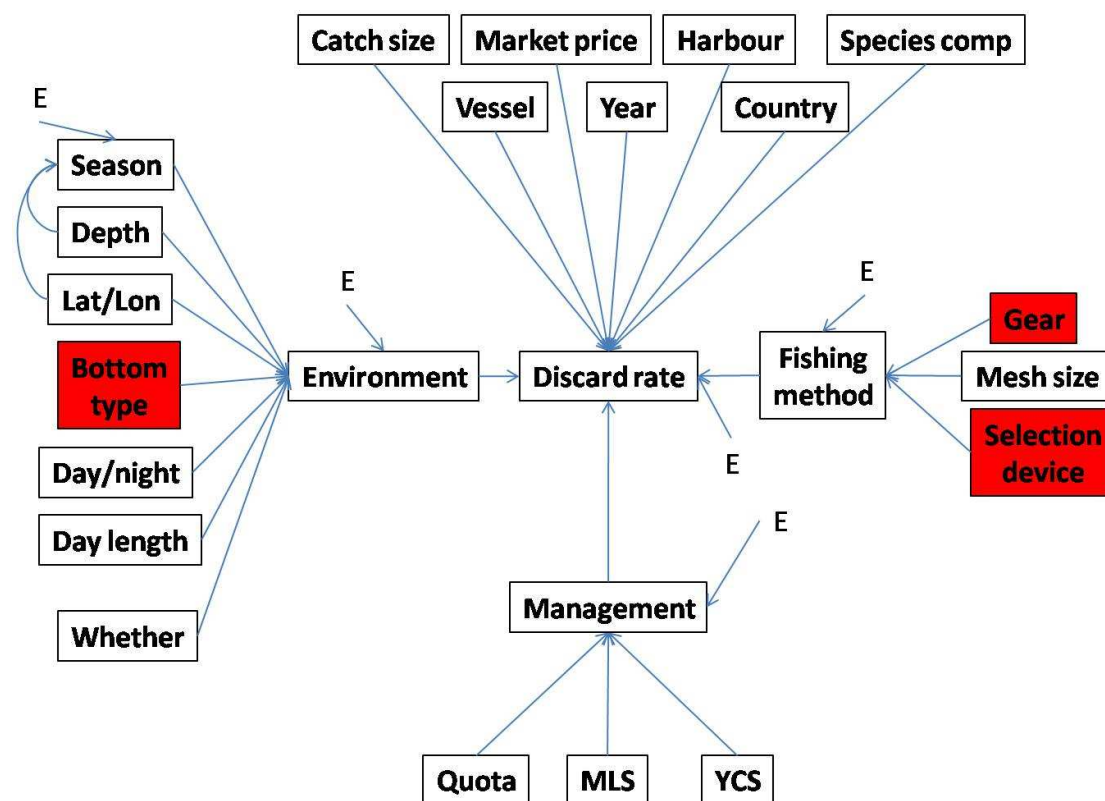 Catch size
Market price
Harbour
Species comp
Vessel
Year
Country
E
Season
Depth
Lat/Lon
Bottom
type
Day/night
Day length
Whether
E
Environment
Discard rate
E
Fishing
method
Gear
Mesh size
Selection
device
E
E
Management
Quota
MLS
YCS